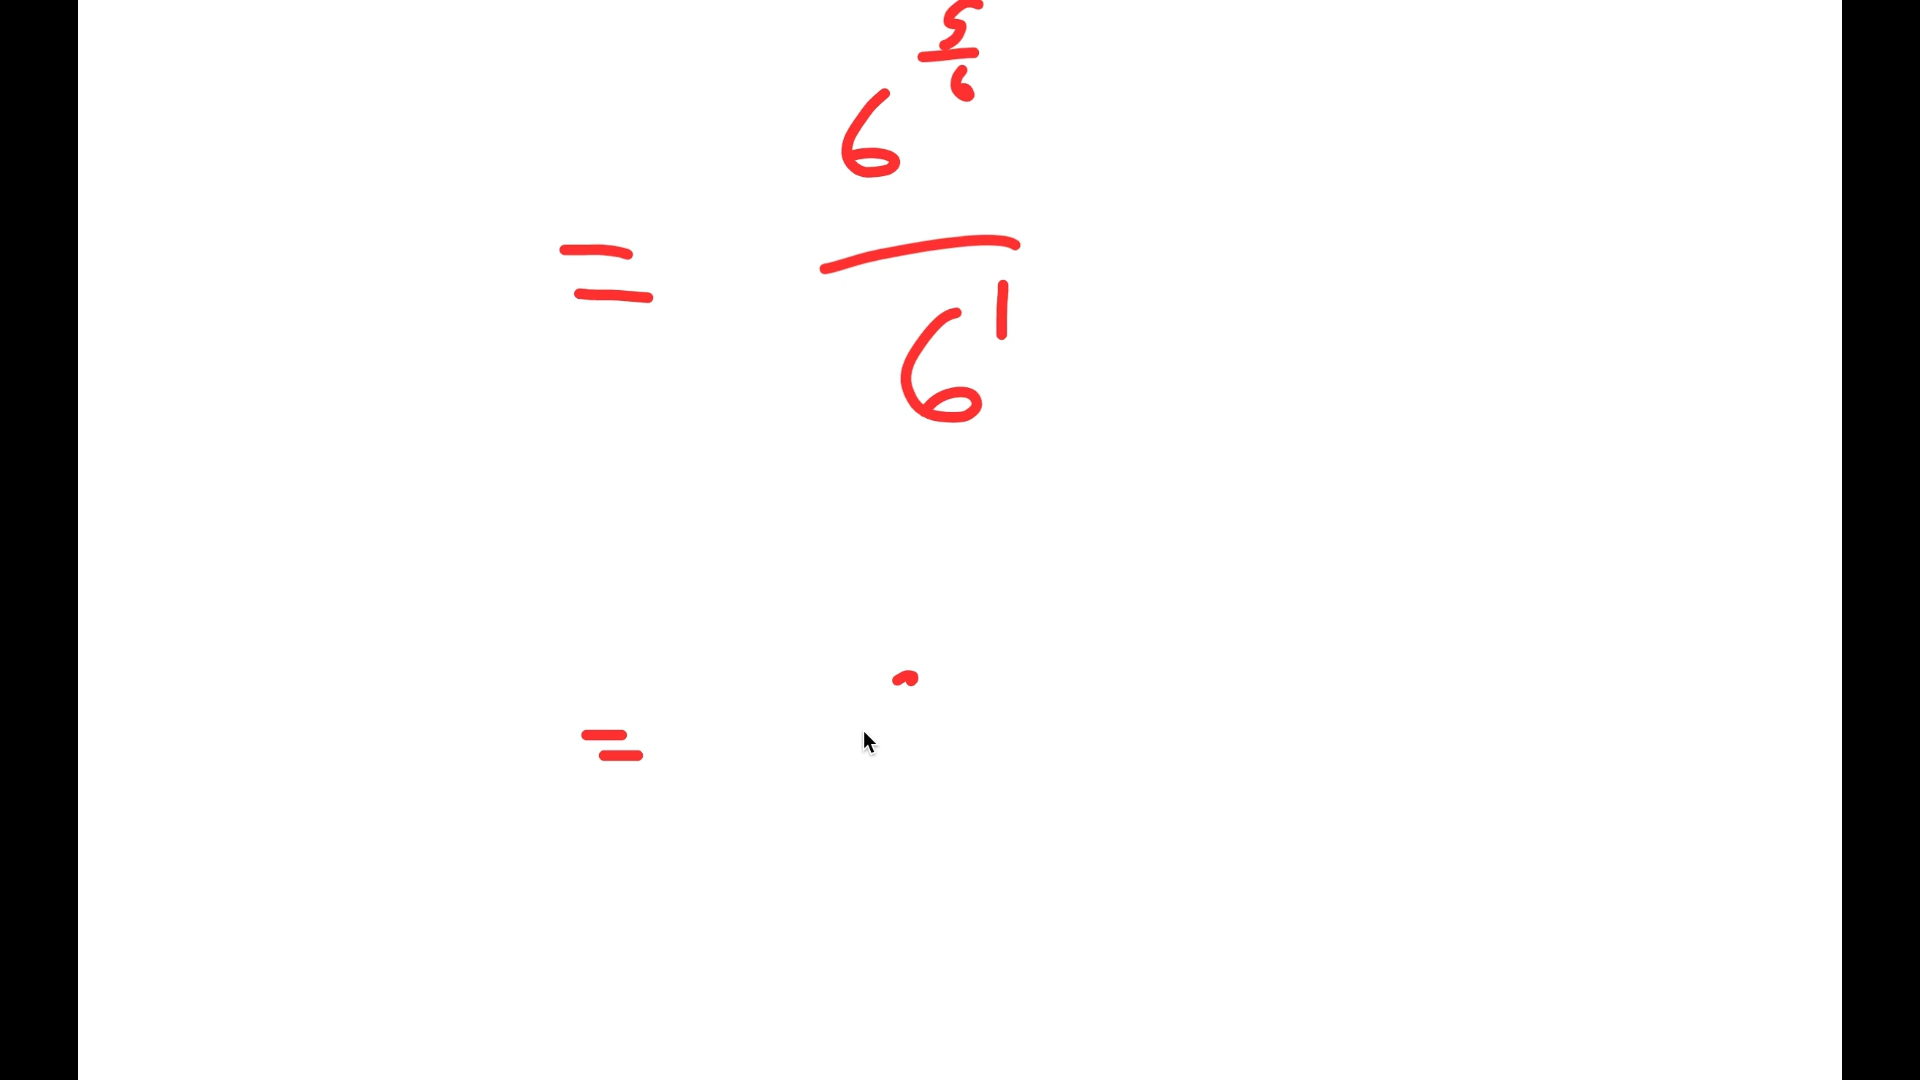 = 6^{5/6} / 6^1
=